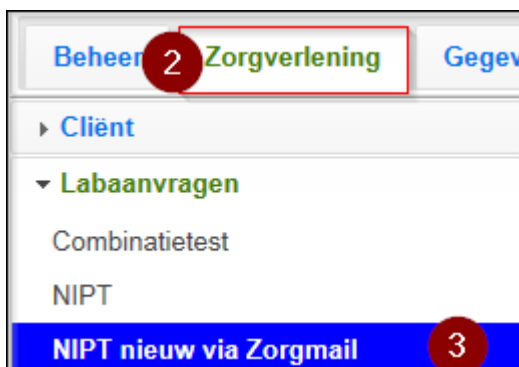 Beheer 2 Zorgverlening Gegev
Cliënt
Labaanvragen
Combinatietest
NIPT
NIPT nieuw via Zorgmail 3